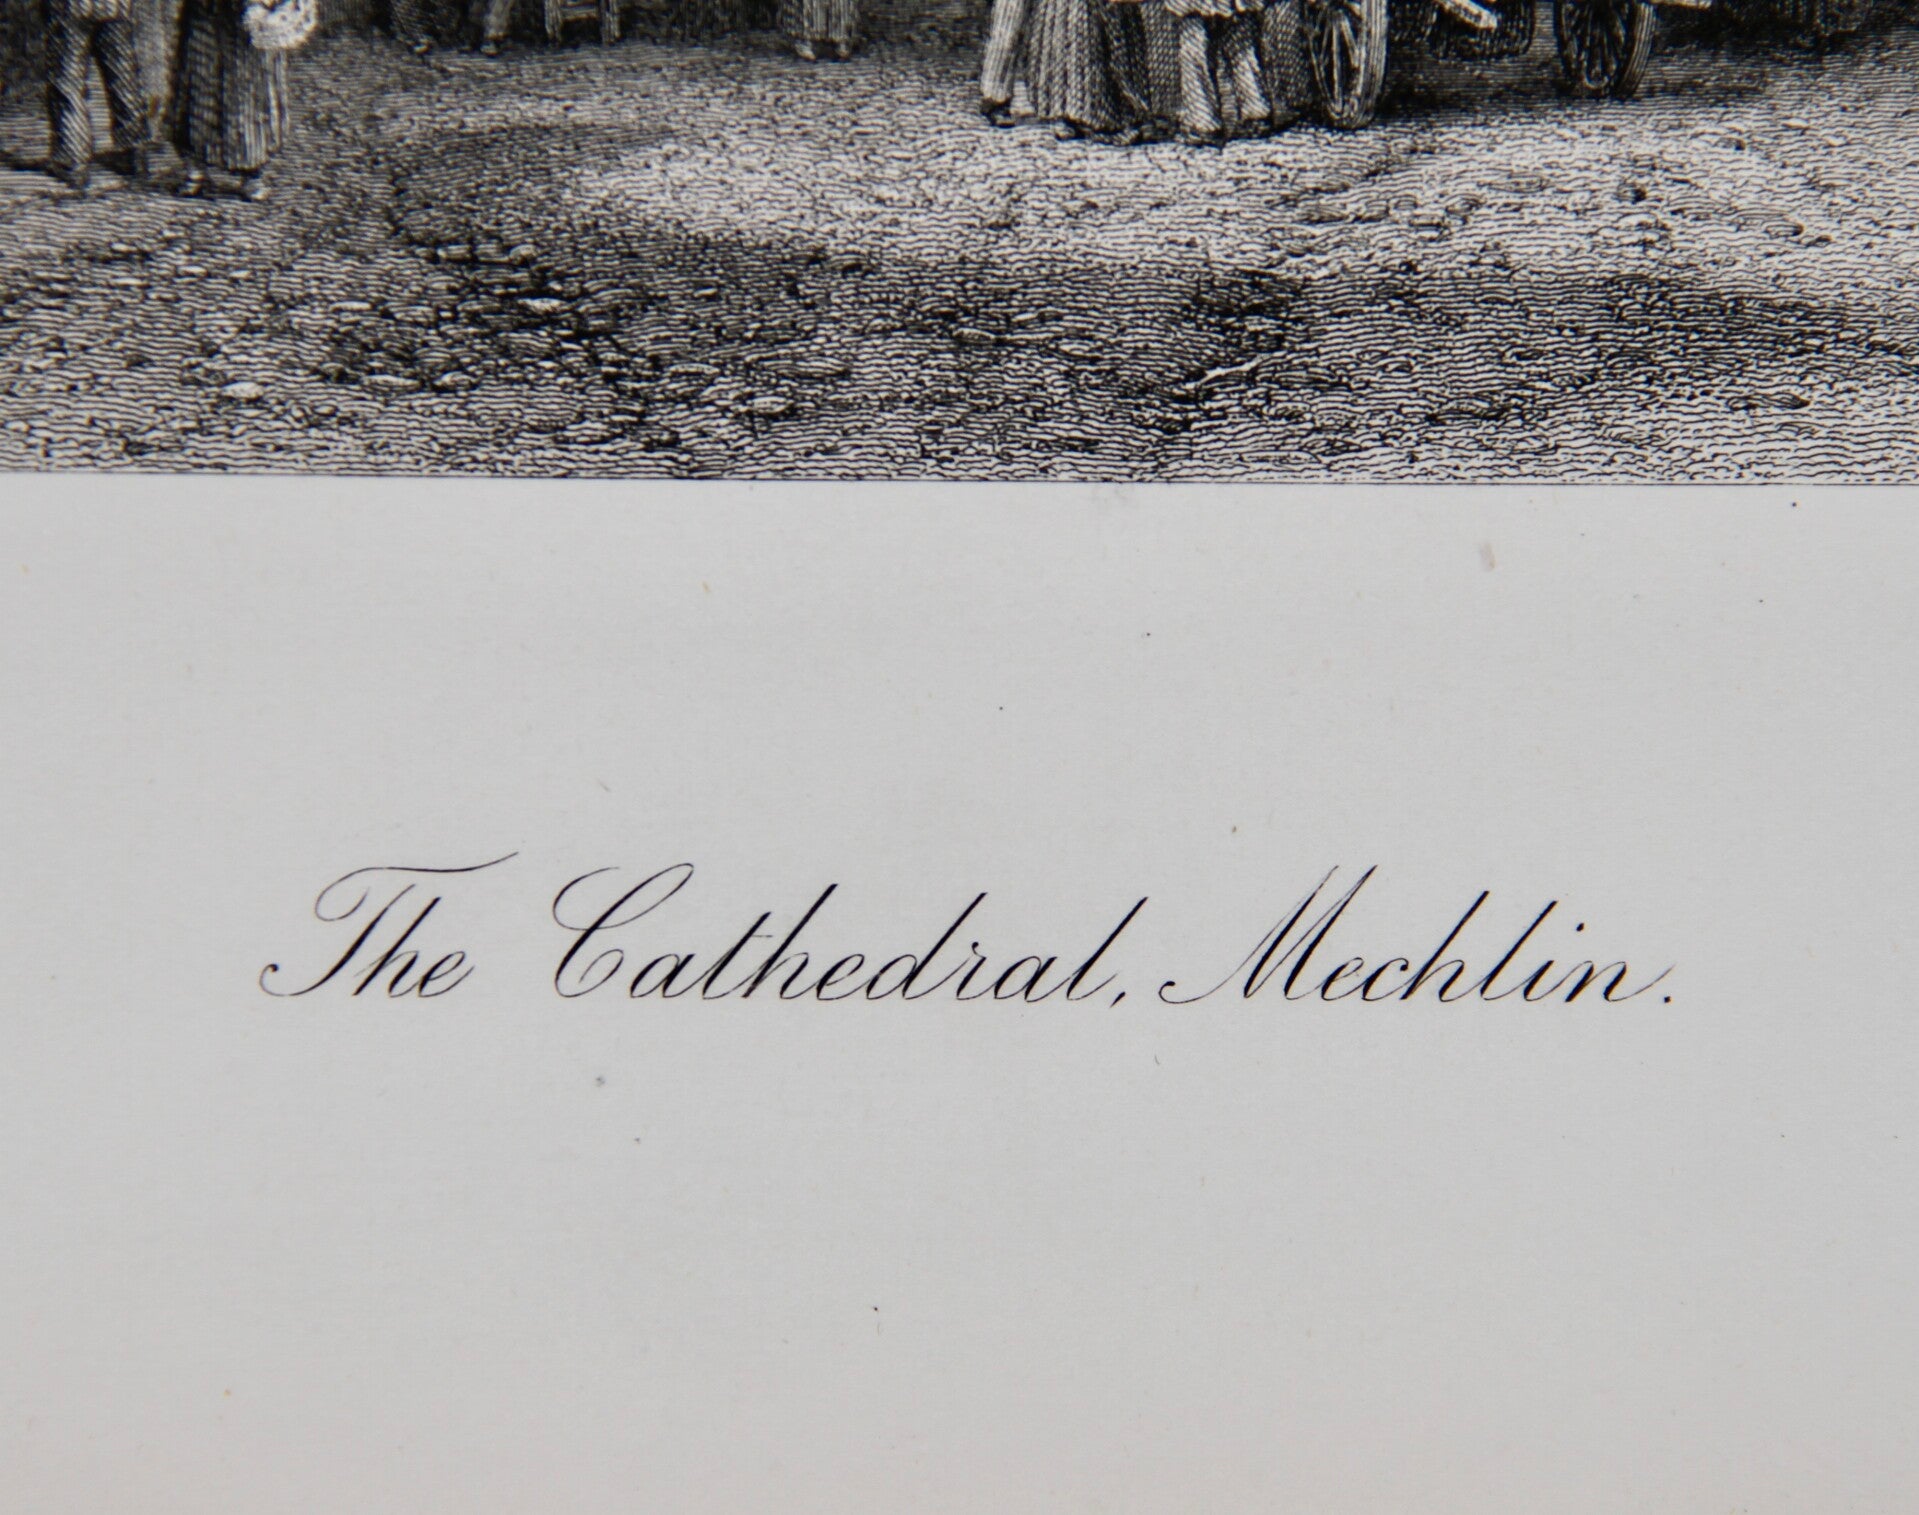 The Cathedral, Mechlin.